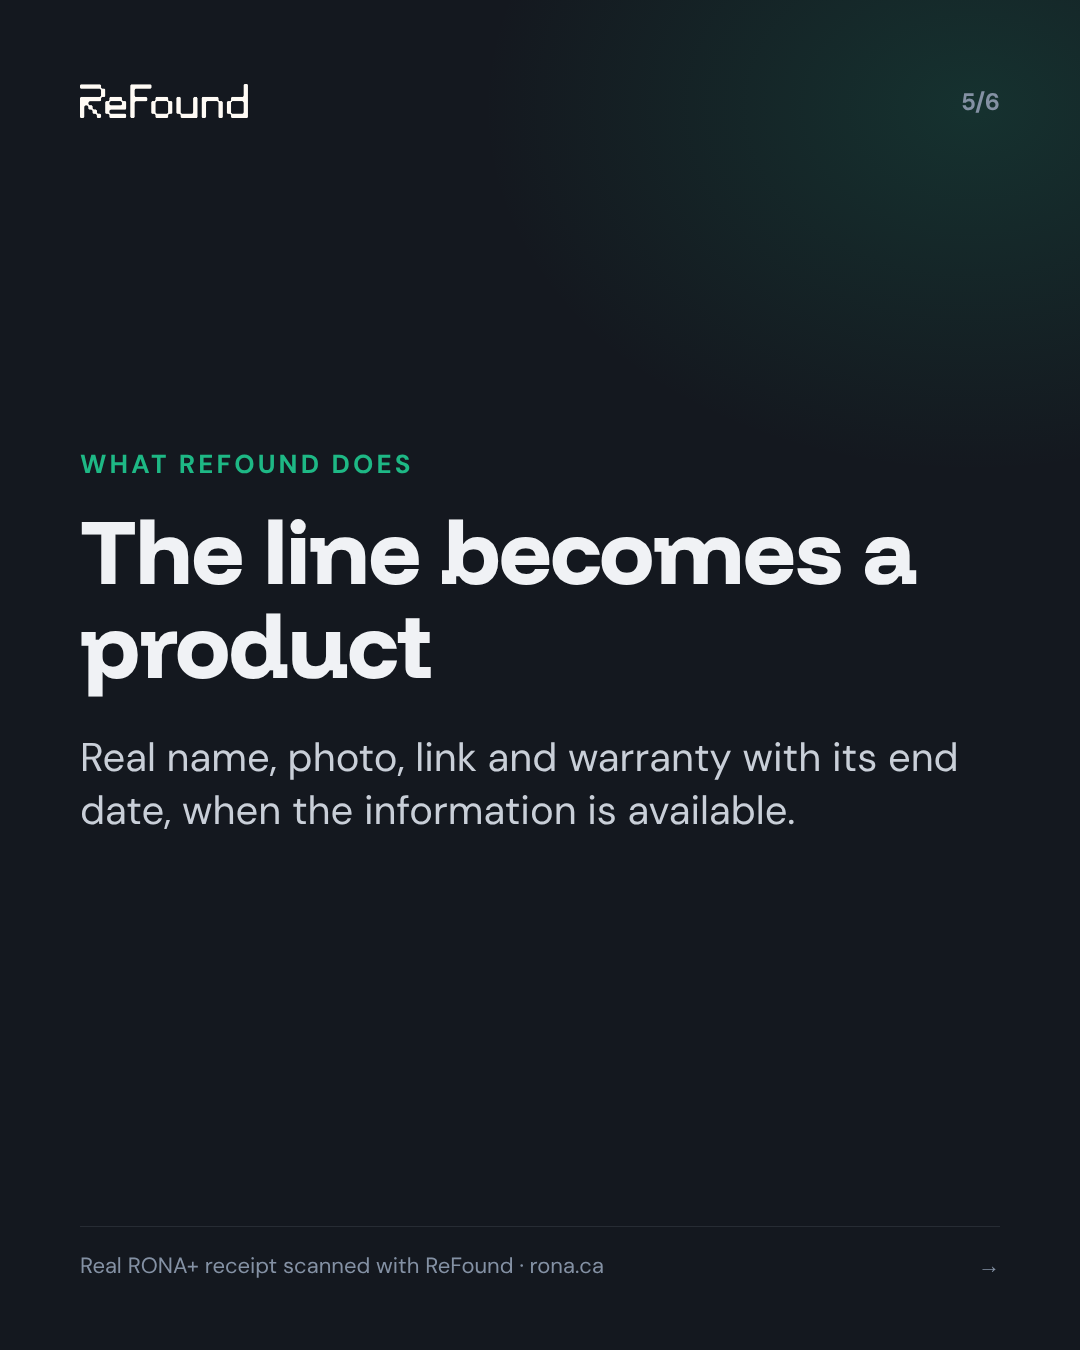 ReFound
5/6
WHAT REFOUND DOES
The line becomes a
product
Real name, photo, link and warranty with its end
date, when the information is available.
Real RONA+ receipt scanned with ReFound · rona.ca
→